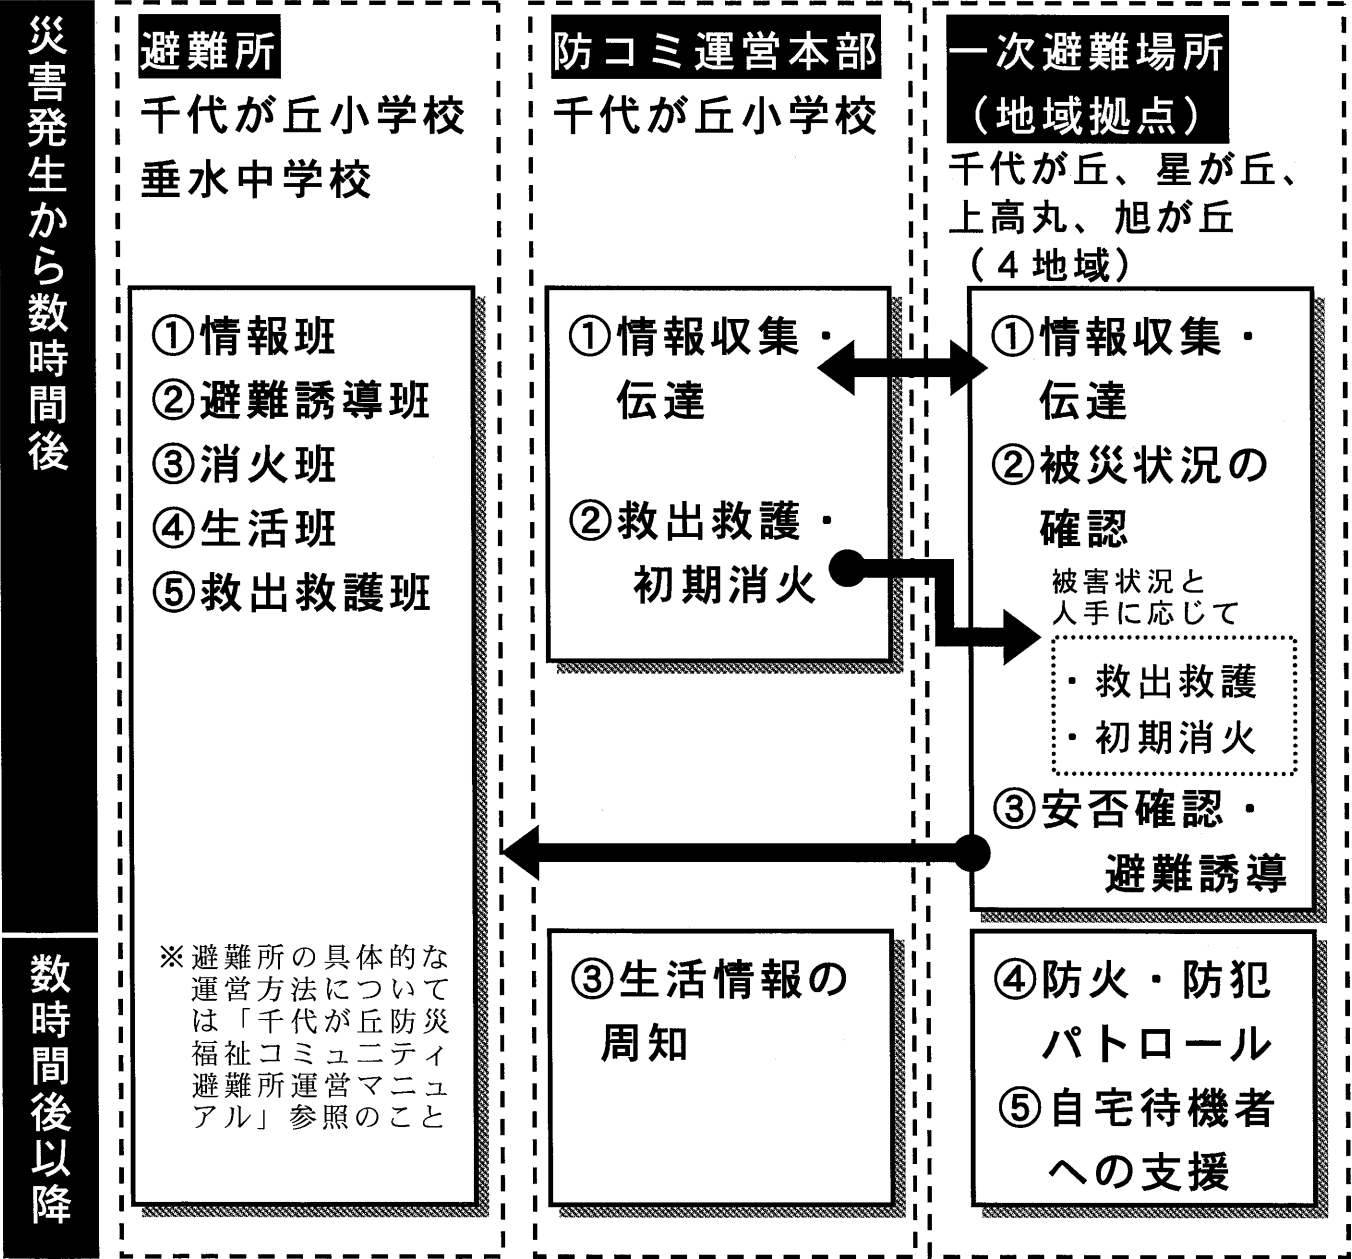 災害発生から数時間後
避難所
千代が丘小学校
垂水中学校
①情報班
②避難誘導班
③消火班
④生活班
⑤救出救護班
※避難所の具体的な
運営方法について
は「千代が丘防災
福祉コミュニティ
避難所運営マニュ
アル」参照のこと
防コミ運営本部
千代が丘小学校
①情報収集・
伝達
②救出救護・
初期消火
一次避難場所
（地域拠点）
千代が丘、星が丘、
上高丸、旭が丘
（４地域）
①情報収集・
伝達
②被災状況の
確認
被害状況と
人手に応じて
・救出救護
・初期消火
③安否確認・
避難誘導
数時間後以降
③生活情報の
周知
④防火・防犯
パトロール
⑤自宅待機者
への支援